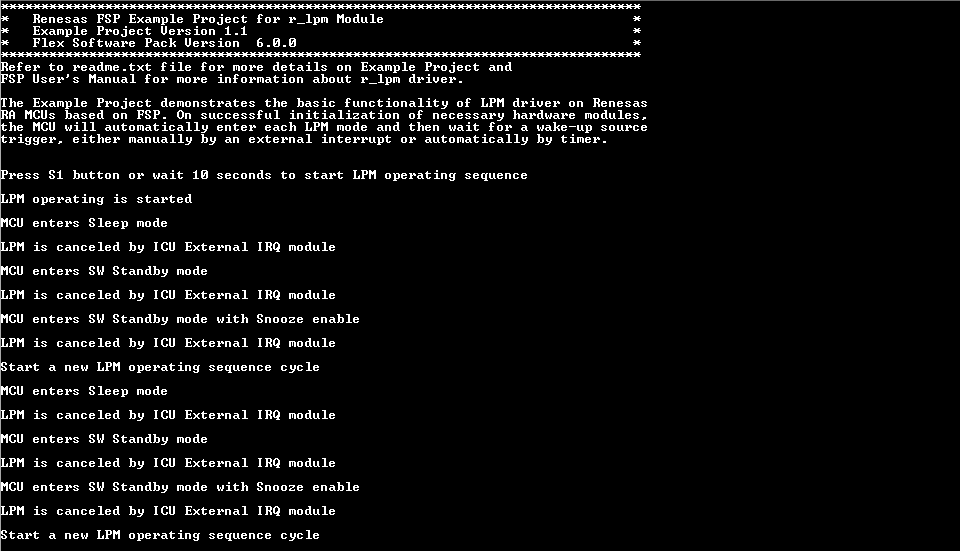 ********************************************************************************
*   Renesas FSP Example Project for r_lpm Module                               *
*   Example Project Version 1.1                                                *
*   Flex Software Pack Version  6.0.0                                          *
********************************************************************************
Refer to readme.txt file for more details on Example Project and
FSP User's Manual for more information about r_lpm driver.
The Example Project demonstrates the basic functionality of LPM driver on Renesas
RA MCUs based on FSP. On successful initialization of necessary hardware modules,
the MCU will automatically enter each LPM mode and then wait for a wake-up source
trigger, either manually by an external interrupt or automatically by timer.
Press S1 button or wait 10 seconds to start LPM operating sequence
LPM operating is started
MCU enters Sleep mode
LPM is canceled by ICU External IRQ module
MCU enters SW Standby mode
LPM is canceled by ICU External IRQ module
MCU enters SW Standby mode with Snooze enable
LPM is canceled by ICU External IRQ module
Start a new LPM operating sequence cycle
MCU enters Sleep mode
LPM is canceled by ICU External IRQ module
MCU enters SW Standby mode
LPM is canceled by ICU External IRQ module
MCU enters SW Standby mode with Snooze enable
LPM is canceled by ICU External IRQ module
Start a new LPM operating sequence cycle